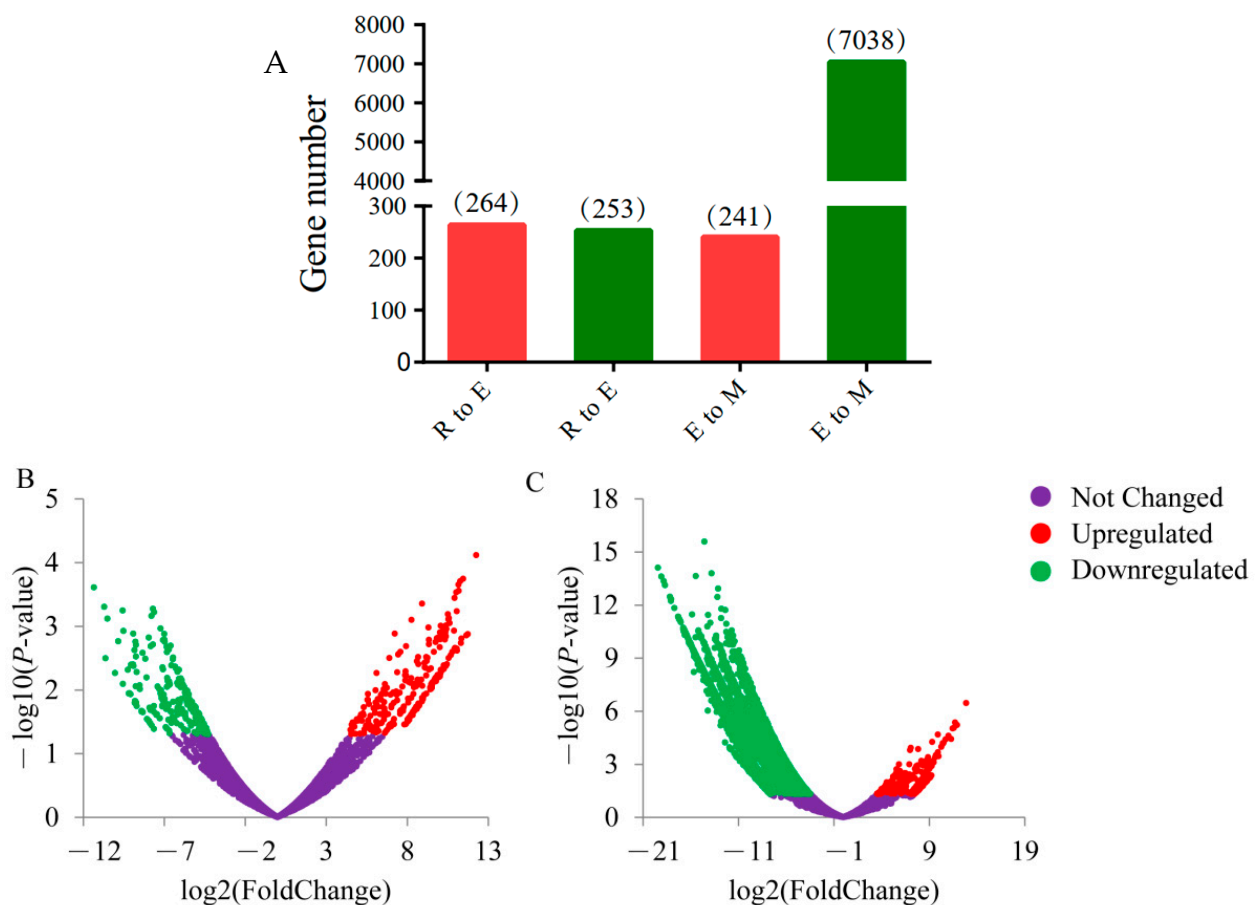 A
Gene number
8000
7000
6000
5000
4000
300
200
100
0
(264)
(253)
(241)
(7038)
R to E
R to E
E to M
E to M
B
5
4
3
2
1
0
—log10(P-value)
—12
—7
—2
3
8
13
log2(FoldChange)
C
18
15
12
9
6
3
0
—log10(P-value)
—21
—11
—1
9
19
log2(FoldChange)
Not Changed
Upregulated
Downregulated